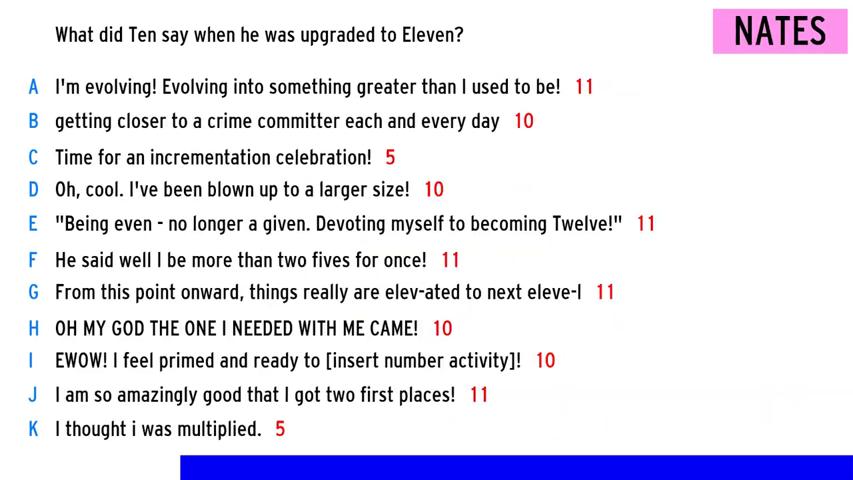 What did Ten say when he was upgraded to Eleven?
NATES
A I'm evolving! Evolving into something greater than I used to be! 11
B getting closer to a crime committer each and every day 10
C Time for an incrementation celebration! 5
D Oh, cool. I've been blown up to a larger size! 10
E "Being even - no longer a given. Devoting myself to becoming Twelve!" 11
F He said well I be more than two fives for once! 11
G From this point onward, things really are elev-ated to next eleve-l 11
H OH MY GOD THE ONE I NEEDED WITH ME CAME! 10
I EWOW! I feel primed and ready to [insert number activity]! 10
J I am so amazingly good that I got two first places! 11
K I thought i was multiplied. 5